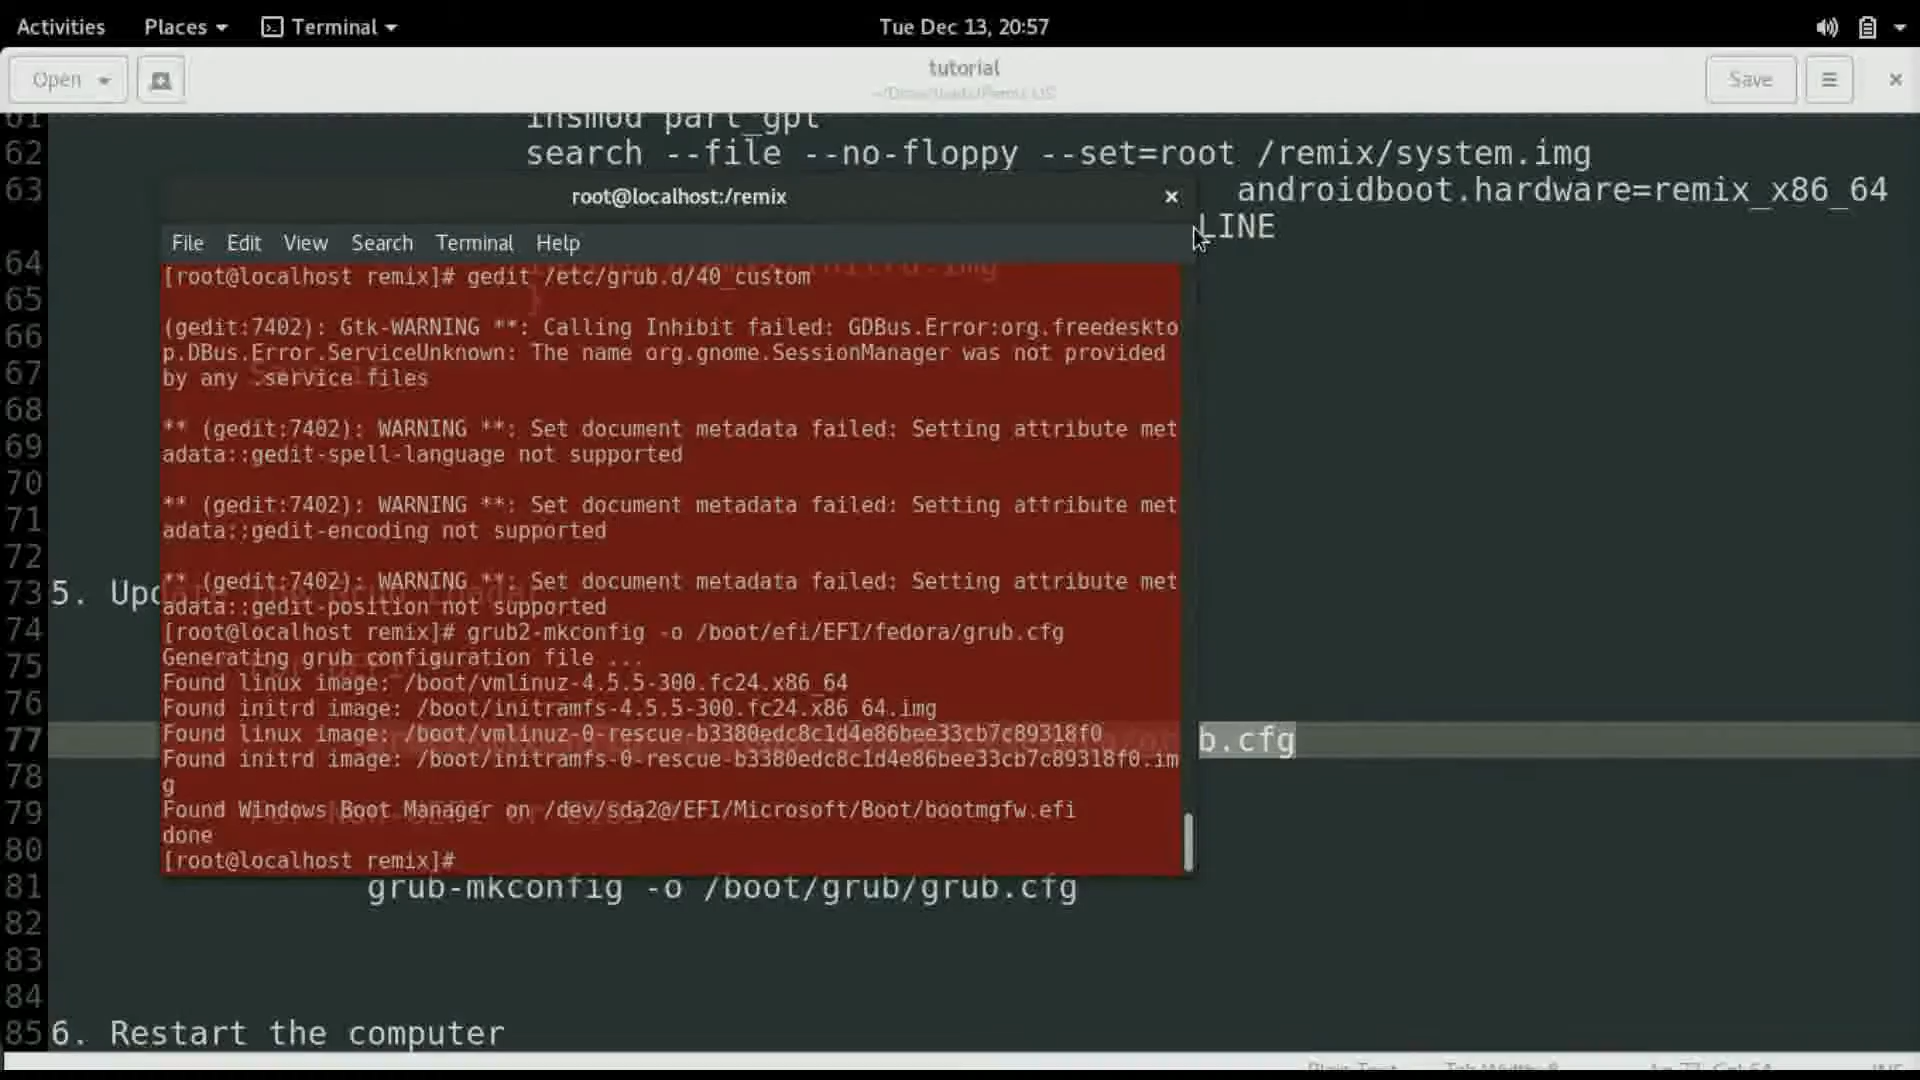 Activities Places Terminal Tue Dec 13, 20:57
Open tutorial Save
61 insmod part_gpt
62 search --file --no-floppy --set=root /remix/system.img
63 androidboot.hardware=remix_x86_64
LINE
root@localhost:/remix
File Edit View Search Terminal Help
[root@localhost remix]# gedit /etc/grub.d/40_custom
(gedit:7402): Gtk-WARNING **: Calling Inhibit failed: GDBus.Error:org.freedeskto
p.DBus.Error.ServiceUnknown: The name org.gnome.SessionManager was not provided
by any .service files
** (gedit:7402): WARNING **: Set document metadata failed: Setting attribute met
adata::gedit-spell-language not supported
** (gedit:7402): WARNING **: Set document metadata failed: Setting attribute met
adata::gedit-encoding not supported
** (gedit:7402): WARNING **: Set document metadata failed: Setting attribute met
adata::gedit-position not supported
[root@localhost remix]# grub2-mkconfig -o /boot/efi/EFI/fedora/grub.cfg
Generating grub configuration file ...
Found linux image: /boot/vmlinuz-4.5.5-300.fc24.x86_64
Found initrd image: /boot/initramfs-4.5.5-300.fc24.x86_64.img
Found linux image: /boot/vmlinuz-0-rescue-b3380edc8c1d4e86bee33cb7c89318f0
Found initrd image: /boot/initramfs-0-rescue-b3380edc8c1d4e86bee33cb7c89318f0.im
g
Found Windows Boot Manager on /dev/sda2@/EFI/Microsoft/Boot/bootmgfw.efi
done
[root@localhost remix]#
64
65
66
67
68
69
70
71
72
73 5. Upd
74
75
76
77 b.cfg
78
79
80
81 grub-mkconfig -o /boot/grub/grub.cfg
82
83
84
85 6. Restart the computer